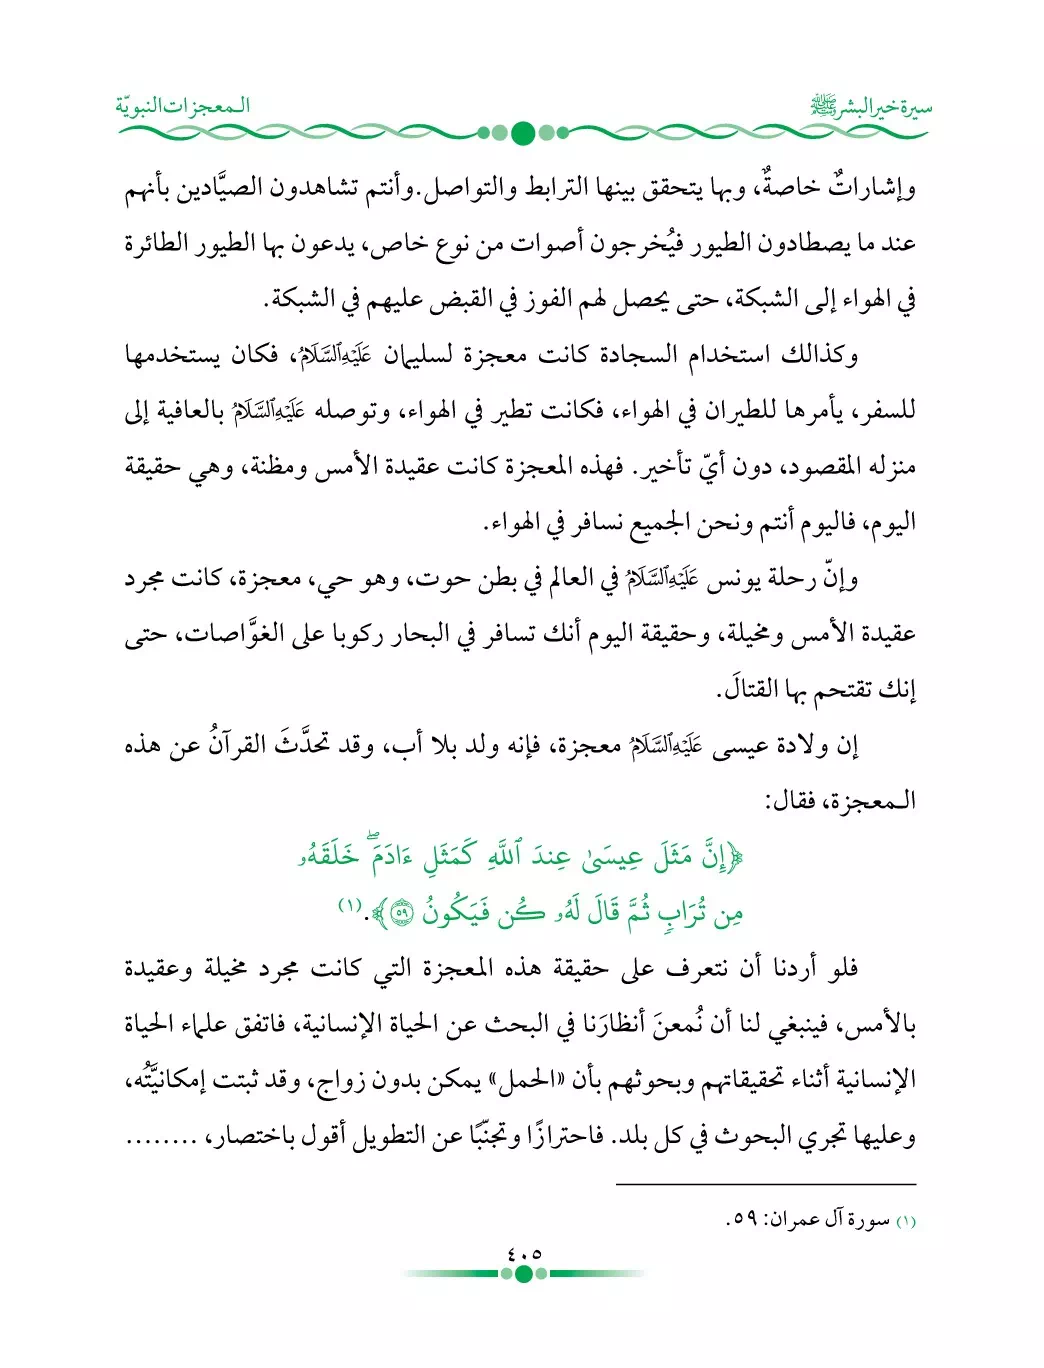 سيرة خير البشر ﷺ
الـمعجزات النبويّة
وإشاراتٌ خاصةٌ، وبها يتحقق بينها الترابط والتواصل.وأنتم تشاهدون الصيَّادين بأنهم
عند ما يصطادون الطيور فيُخرجون أصوات من نوع خاص، يدعون بها الطيور الطائرة
في الهواء إلى الشبكة، حتى يحصل لهم الفوز في القبض عليهم في الشبكة.
وكذالك استخدام السجادة كانت معجزة لسليمان عَلَيْهِٱلسَّلَامُ، فكان يستخدمها
للسفر، يأمرها للطيران في الهواء، فكانت تطير في الهواء، وتوصله عَلَيْهِٱلسَّلَامُ بالعافية إلى
منزله المقصود، دون أيّ تأخير. فهذه المعجزة كانت عقيدة الأمس ومظنة، وهي حقيقة
اليوم، فاليوم أنتم ونحن الجميع نسافر في الهواء.
وإنّ رحلة يونس عَلَيْهِٱلسَّلَامُ في العالم في بطن حوت، وهو حي، معجزة، كانت مجرد
عقيدة الأمس ومخيلة، وحقيقة اليوم أنك تسافر في البحار ركوبا على الغوَّاصات، حتى
إنك تقتحم بها القتالَ.
إن ولادة عيسى عَلَيْهِٱلسَّلَامُ معجزة، فإنه ولد بلا أب، وقد تحدَّثَ القرآنُ عن هذه
الـمعجزة، فقال:
﴿إِنَّ مَثَلَ عِيسَىٰ عِندَ ٱللَّهِ كَمَثَلِ ءَادَمَۖ خَلَقَهُۥ
مِن تُرَابٖ ثُمَّ قَالَ لَهُۥ كُن فَيَكُونُ ٥٩﴾.(١)
فلو أردنا أن نتعرف على حقيقة هذه المعجزة التي كانت مجرد مخيلة وعقيدة
بالأمس، فينبغي لنا أن نُمعنَ أنظارَنا في البحث عن الحياة الإنسانية، فاتفق علماء الحياة
الإنسانية أثناء تحقيقاتهم وبحوثهم بأن «الحمل» يمكن بدون زواج، وقد ثبتت إمكانيَّتُه،
وعليها تجري البحوث في كل بلد. فاحترازًا وتجنّبًا عن التطويل أقول باختصار، ........
(١) سورة آل عمران: ٥٩.
٤٠٥